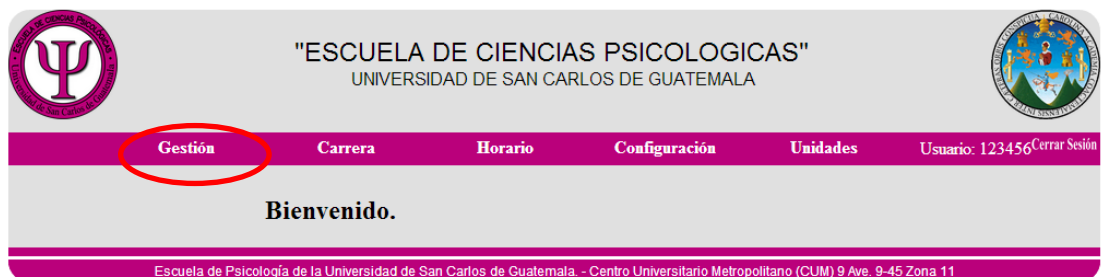 "ESCUELA DE CIENCIAS PSICOLOGICAS"
UNIVERSIDAD DE SAN CARLOS DE GUATEMALA
Gestión Carrera Horario Configuración Unidades Usuario: 123456 Cerrar Sesión
Bienvenido.
Escuela de Psicología de la Universidad de San Carlos de Guatemala. - Centro Universitario Metropolitano (CUM) 9 Ave. 9-45 Zona 11